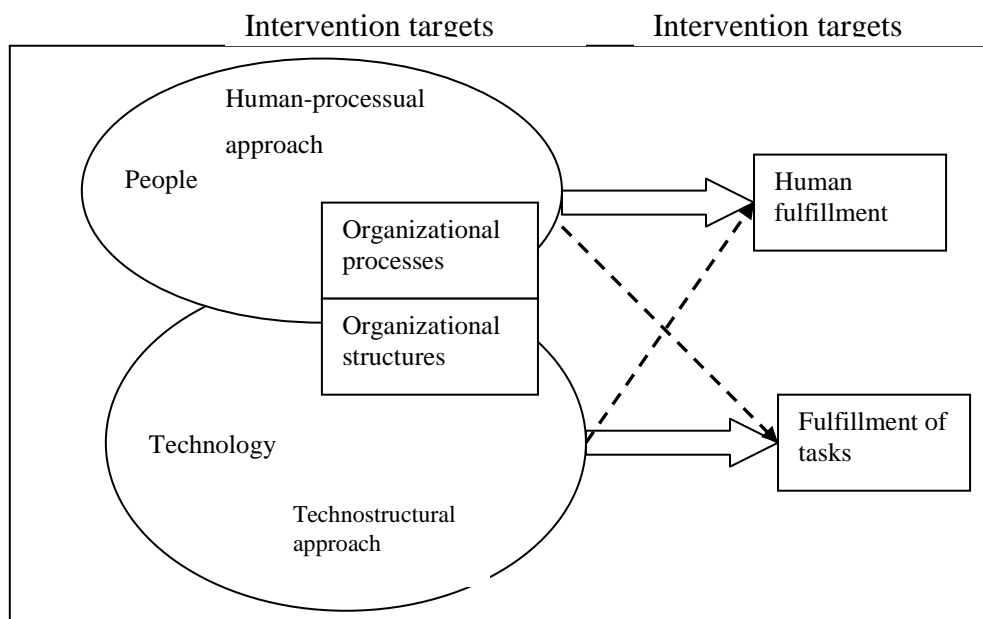 Intervention targets
Intervention targets
Human-processual
approach
People
Human
fulfillment
Organizational
processes
Organizational
structures
Technology
Fulfillment of
tasks
Technostructural
approach